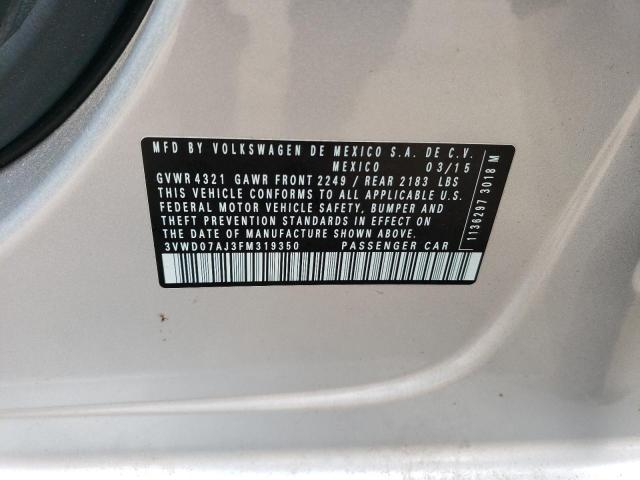 MFD BY VOLKSWAGEN DE MEXICO S.A. DE C.V.
MEXICO 03/15
GVWR 4321 GAWR FRONT 2249 / REAR 2183 LBS
THIS VEHICLE CONFORMS TO ALL APPLICABLE U.S.
FEDERAL MOTOR VEHICLE SAFETY, BUMPER AND
THEFT PREVENTION STANDARDS IN EFFECT ON
THE DATE OF MANUFACTURE SHOWN ABOVE.
3VWD07AJ3FM319350 PASSENGER CAR
1136297 3018 M